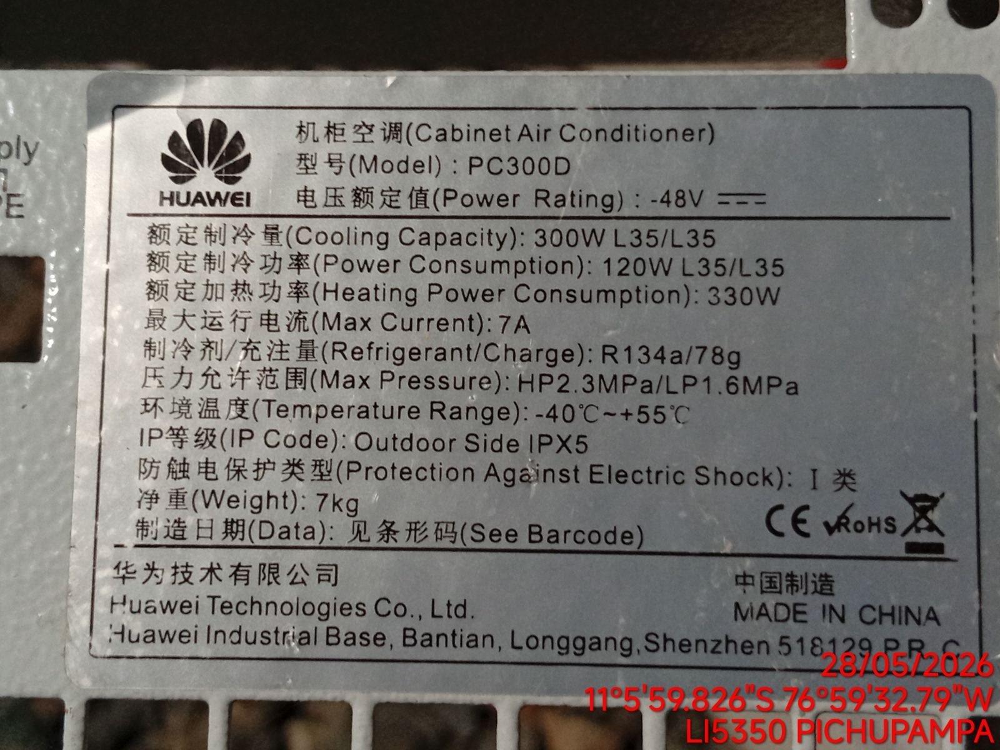 ply
PE
HUAWEI
机柜空调(Cabinet Air Conditioner)
型号(Model) : PC300D
电压额定值(Power Rating) : -48V
额定制冷量(Cooling Capacity): 300W L35/L35
额定制冷功率(Power Consumption): 120W L35/L35
额定加热功率(Heating Power Consumption): 330W
最大运行电流(Max Current): 7A
制冷剂/充注量(Refrigerant/Charge): R134a/78g
压力允许范围(Max Pressure): HP2.3MPa/LP1.6MPa
环境温度(Temperature Range): -40℃~+55℃
IP等级(IP Code): Outdoor Side IPX5
防触电保护类型(Protection Against Electric Shock): I 类
净重(Weight): 7kg
制造日期(Data): 见条形码(See Barcode)
CE RoHS
华为技术有限公司
中国制造
Huawei Technologies Co., Ltd.
MADE IN CHINA
Huawei Industrial Base, Bantian, Longgang, Shenzhen 518129 P.R.C
28/05/2026
11°5'59.826"S 76°59'32.79"W
LI5350 PICHUPAMPA